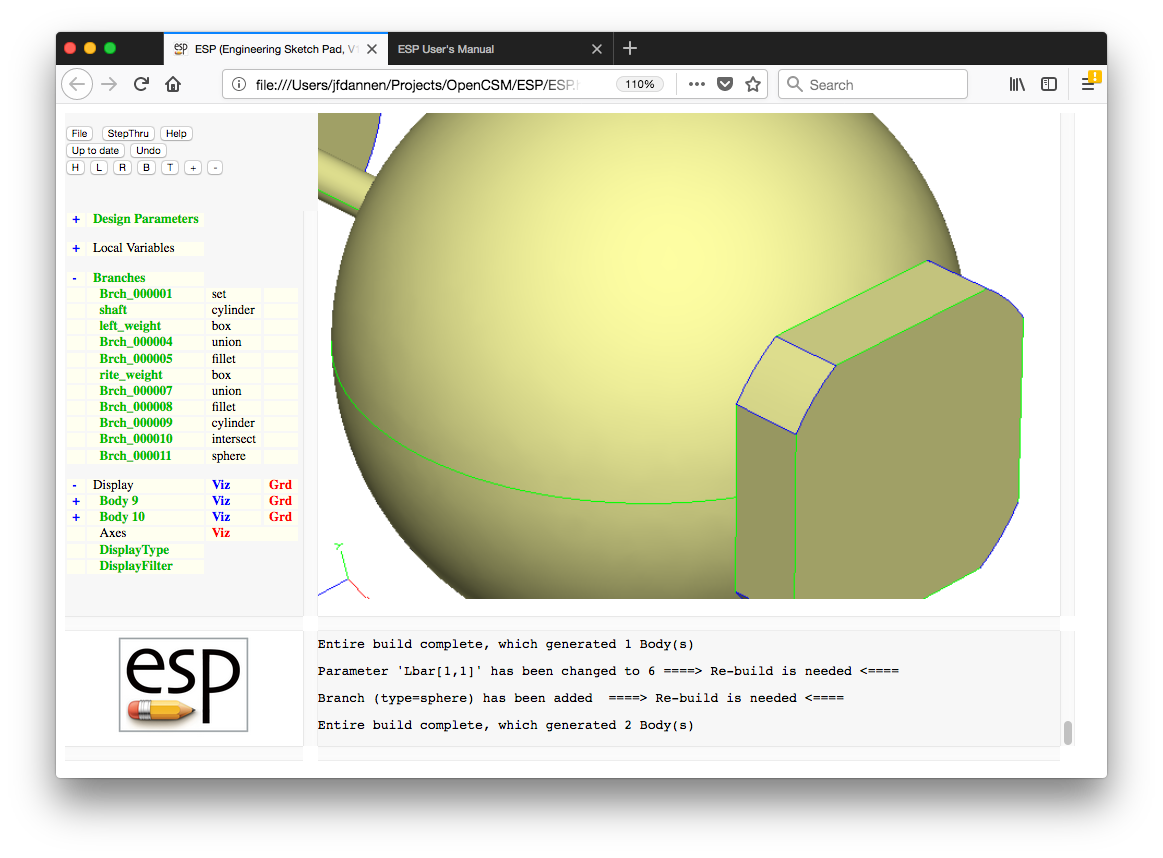 esp ESP (Engineering Sketch Pad, V1 ESP User's Manual
file:///Users/jfdannen/Projects/OpenCSM/ESP/ESP. 110% Search
File StepThru Help
Up to date Undo
H L R B T + -
+ Design Parameters
+ Local Variables
- Branches
Brch_000001 set
shaft cylinder
left_weight box
Brch_000004 union
Brch_000005 fillet
rite_weight box
Brch_000007 union
Brch_000008 fillet
Brch_000009 cylinder
Brch_000010 intersect
Brch_000011 sphere
- Display Viz Grd
+ Body 9 Viz Grd
+ Body 10 Viz Grd
Axes Viz
DisplayType
DisplayFilter
esp
Entire build complete, which generated 1 Body(s)
Parameter 'Lbar[1,1]' has been changed to 6 ====> Re-build is needed <====
Branch (type=sphere) has been added ====> Re-build is needed <====
Entire build complete, which generated 2 Body(s)